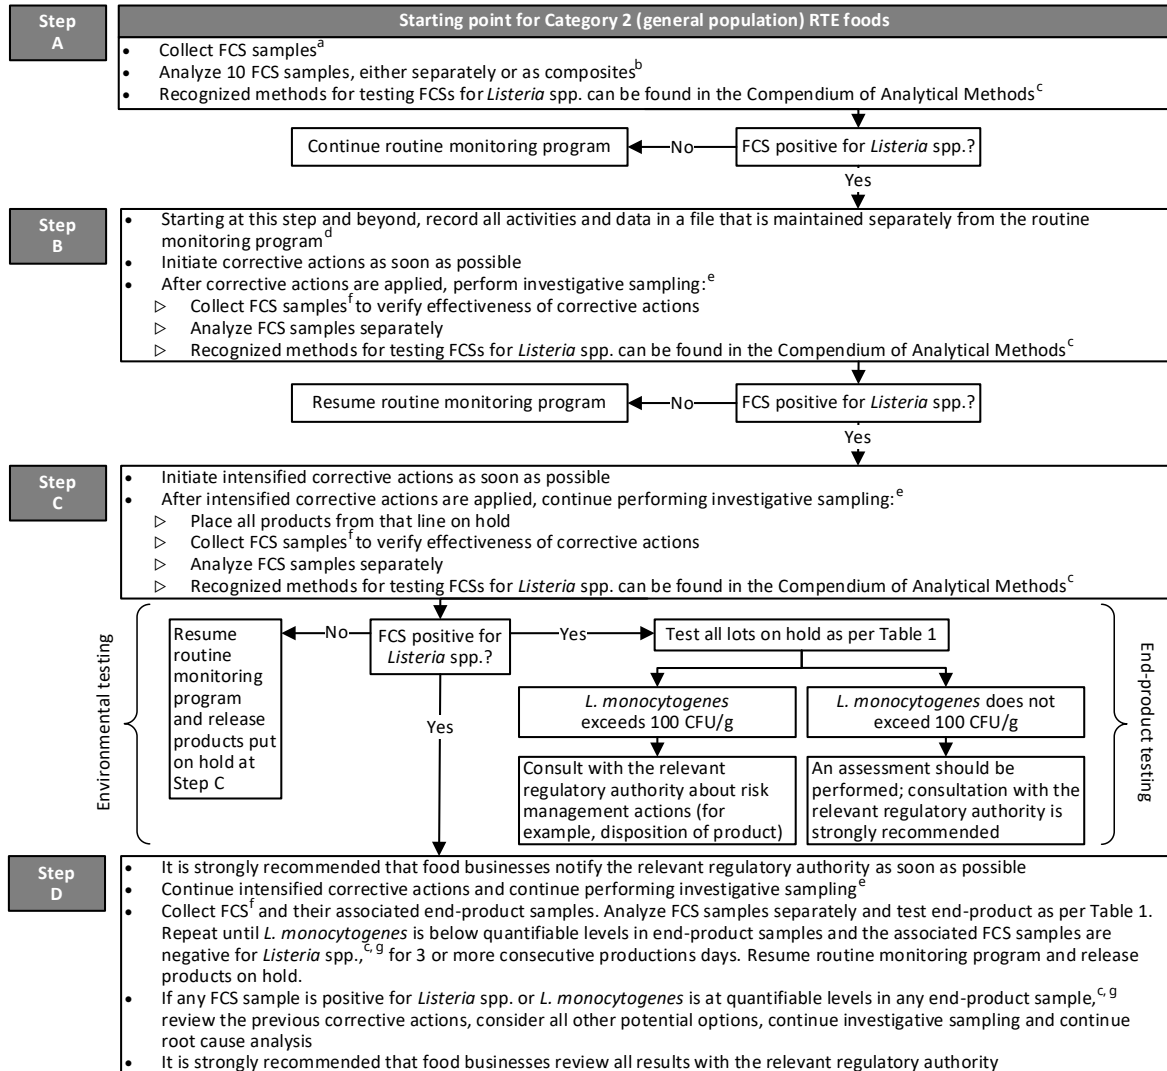 Step
A
Starting point for Category 2 (general population) RTE foods
• Collect FCS samplesᵃ
• Analyze 10 FCS samples, either separately or as compositesᵇ
• Recognized methods for testing FCSs for Listeria spp. can be found in the Compendium of Analytical Methodsᶜ
Continue routine monitoring program
No
FCS positive for Listeria spp.?
Yes
Step
B
• Starting at this step and beyond, record all activities and data in a file that is maintained separately from the routine
monitoring programᵈ
• Initiate corrective actions as soon as possible
• After corrective actions are applied, perform investigative sampling:ᵉ
▷ Collect FCS samplesᶠ to verify effectiveness of corrective actions
▷ Analyze FCS samples separately
▷ Recognized methods for testing FCSs for Listeria spp. can be found in the Compendium of Analytical Methodsᶜ
Resume routine monitoring program
No
FCS positive for Listeria spp.?
Yes
Step
C
• Initiate intensified corrective actions as soon as possible
• After intensified corrective actions are applied, continue performing investigative sampling:ᵉ
▷ Place all products from that line on hold
▷ Collect FCS samplesᶠ to verify effectiveness of corrective actions
▷ Analyze FCS samples separately
▷ Recognized methods for testing FCSs for Listeria spp. can be found in the Compendium of Analytical Methodsᶜ
Environmental testing
Resume
routine
monitoring
program
and release
products put
on hold at
Step C
No
FCS positive for
Listeria spp.?
Yes
Yes
Test all lots on hold as per Table 1
L. monocytogenes
exceeds 100 CFU/g
L. monocytogenes does not
exceed 100 CFU/g
Consult with the relevant
regulatory authority about risk
management actions (for
example, disposition of product)
An assessment should be
performed; consultation with the
relevant regulatory authority is
strongly recommended
End-product testing
Step
D
• It is strongly recommended that food businesses notify the relevant regulatory authority as soon as possible
• Continue intensified corrective actions and continue performing investigative samplingᵉ
• Collect FCSᶠ and their associated end-product samples. Analyze FCS samples separately and test end-product as per Table 1.
Repeat until L. monocytogenes is below quantifiable levels in end-product samples and the associated FCS samples are
negative for Listeria spp.,ᶜ, ᵍ for 3 or more consecutive productions days. Resume routine monitoring program and release
products on hold.
• If any FCS sample is positive for Listeria spp. or L. monocytogenes is at quantifiable levels in any end-product sample,ᶜ, ᵍ
review the previous corrective actions, consider all other potential options, continue investigative sampling and continue
root cause analysis
• It is strongly recommended that food businesses review all results with the relevant regulatory authority